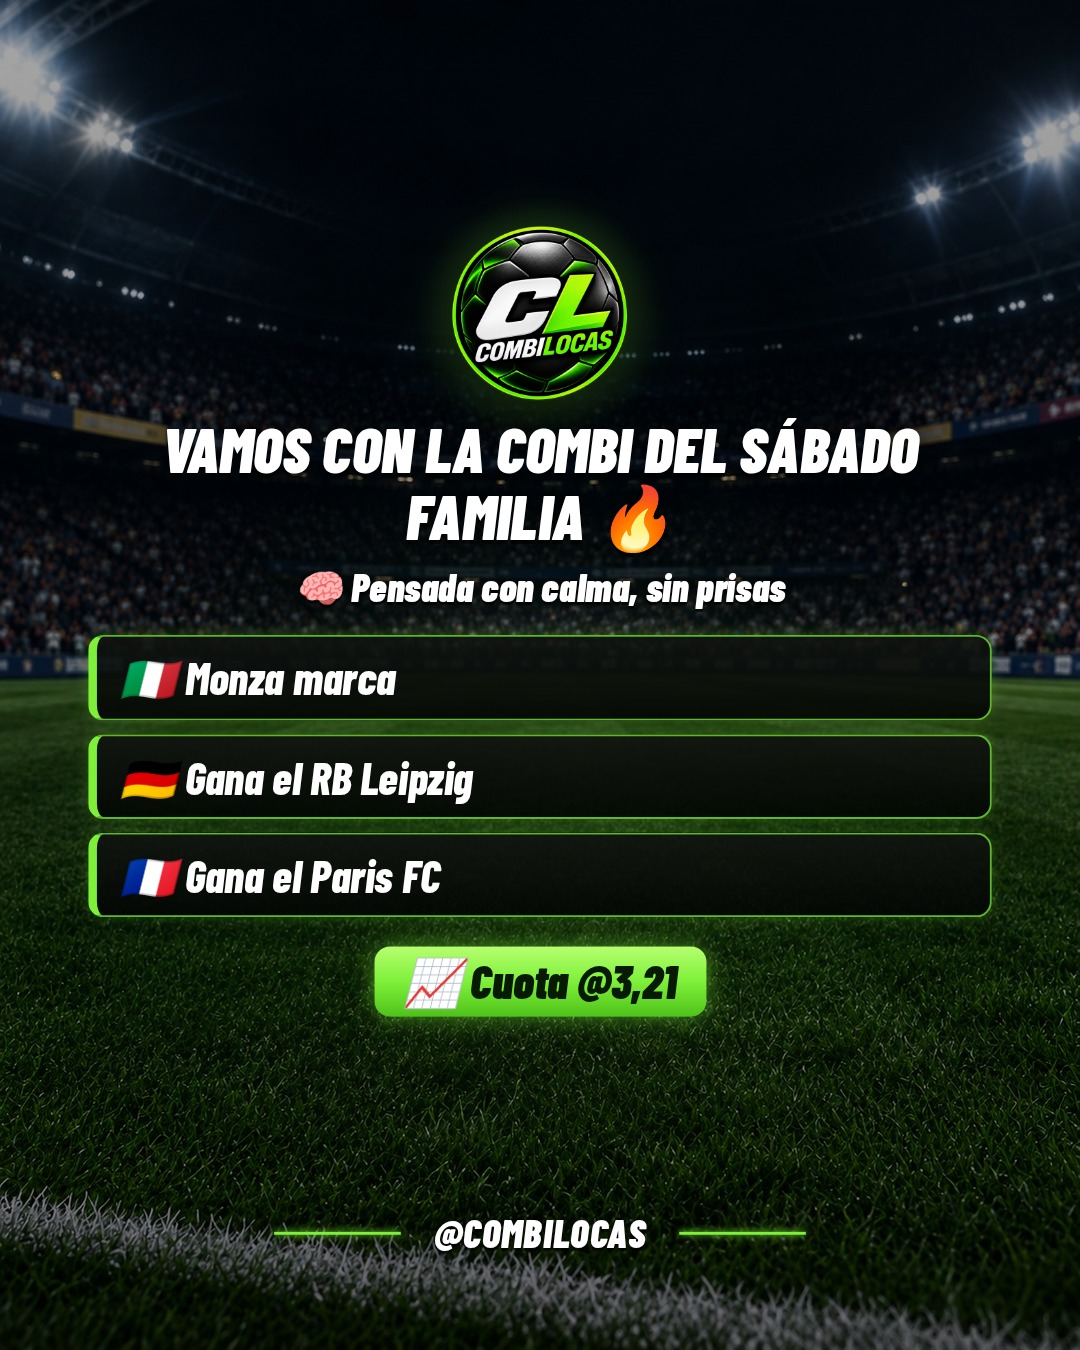 CL
COMBILOCAS
VAMOS CON LA COMBI DEL SÁBADO
FAMILIA 🔥
🧠 Pensada con calma, sin prisas
🇮🇹 Monza marca
🇩🇪 Gana el RB Leipzig
🇫🇷 Gana el Paris FC
📈 Cuota @3,21
@COMBILOCAS